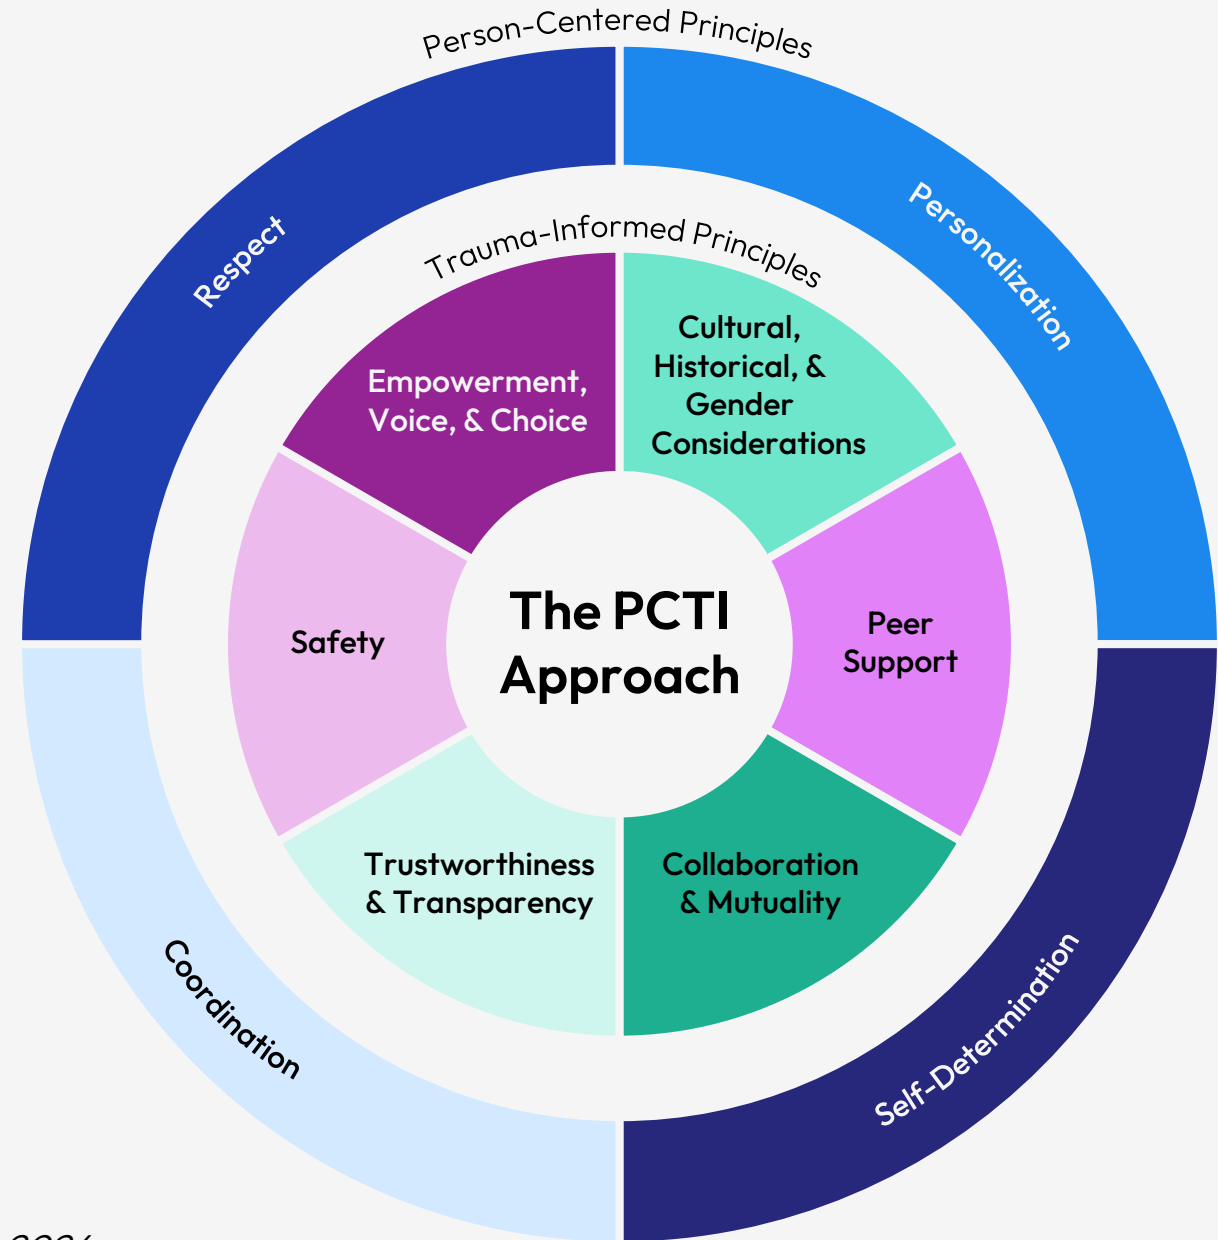 Person-Centered Principles
Respect
Personalization
Trauma-Informed Principles
Empowerment,
Voice, & Choice
Cultural,
Historical, &
Gender
Considerations
Safety
The PCTI
Approach
Peer
Support
Trustworthiness
& Transparency
Collaboration
& Mutuality
Coordination
Self-Determination